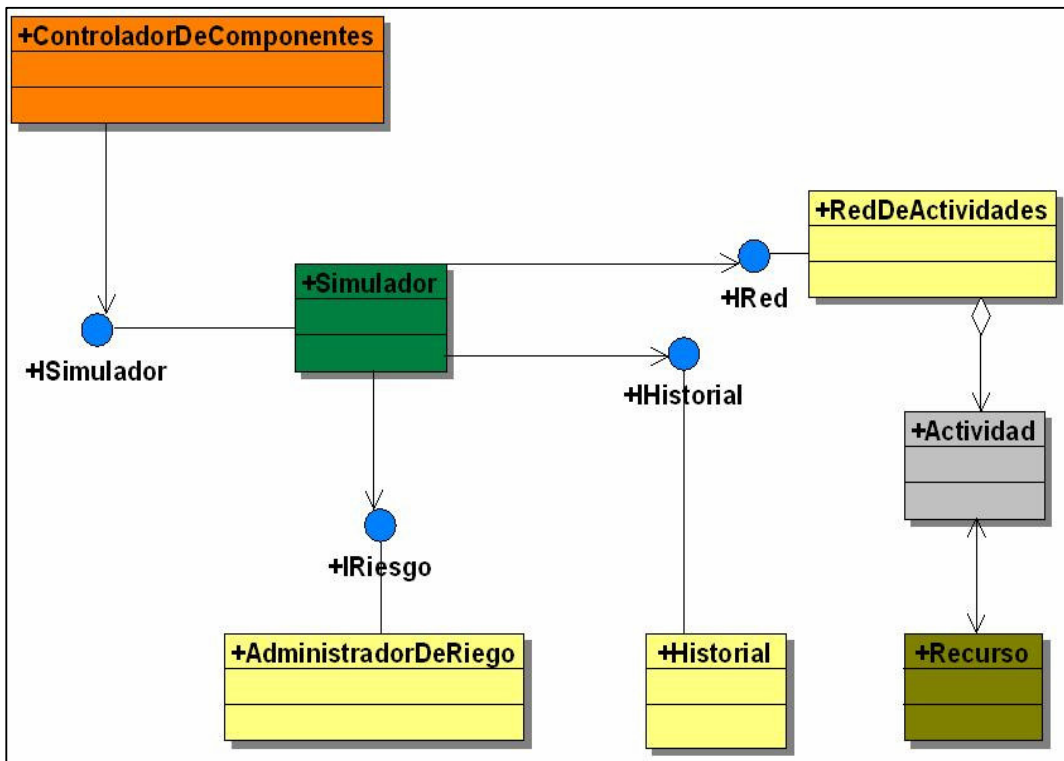 +ControladorDeComponentes
+RedDeActividades
+Simulador
+IRed
+ISimulador
+IHistorial
+Actividad
+IRiesgo
+AdministradorDeRiego
+Historial
+Recurso